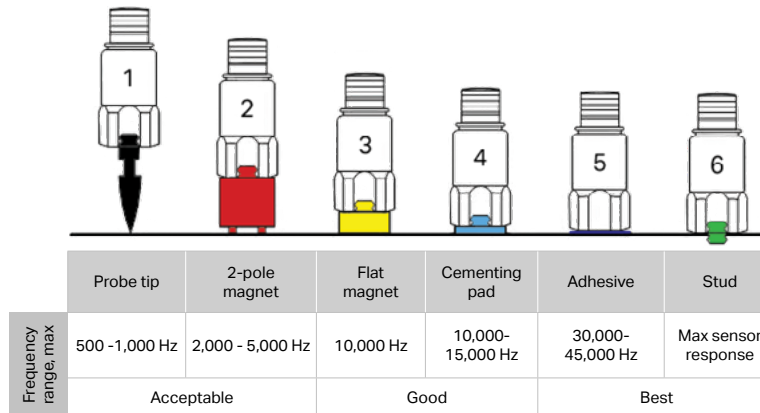 1
2
3
4
5
6
Probe tip
2-pole
magnet
Flat
magnet
Cementing
pad
Adhesive
Stud
Frequency
range, max
500 -1,000 Hz
2,000 - 5,000 Hz
10,000 Hz
10,000-
15,000 Hz
30,000-
45,000 Hz
Max sensor
response
Acceptable
Good
Best